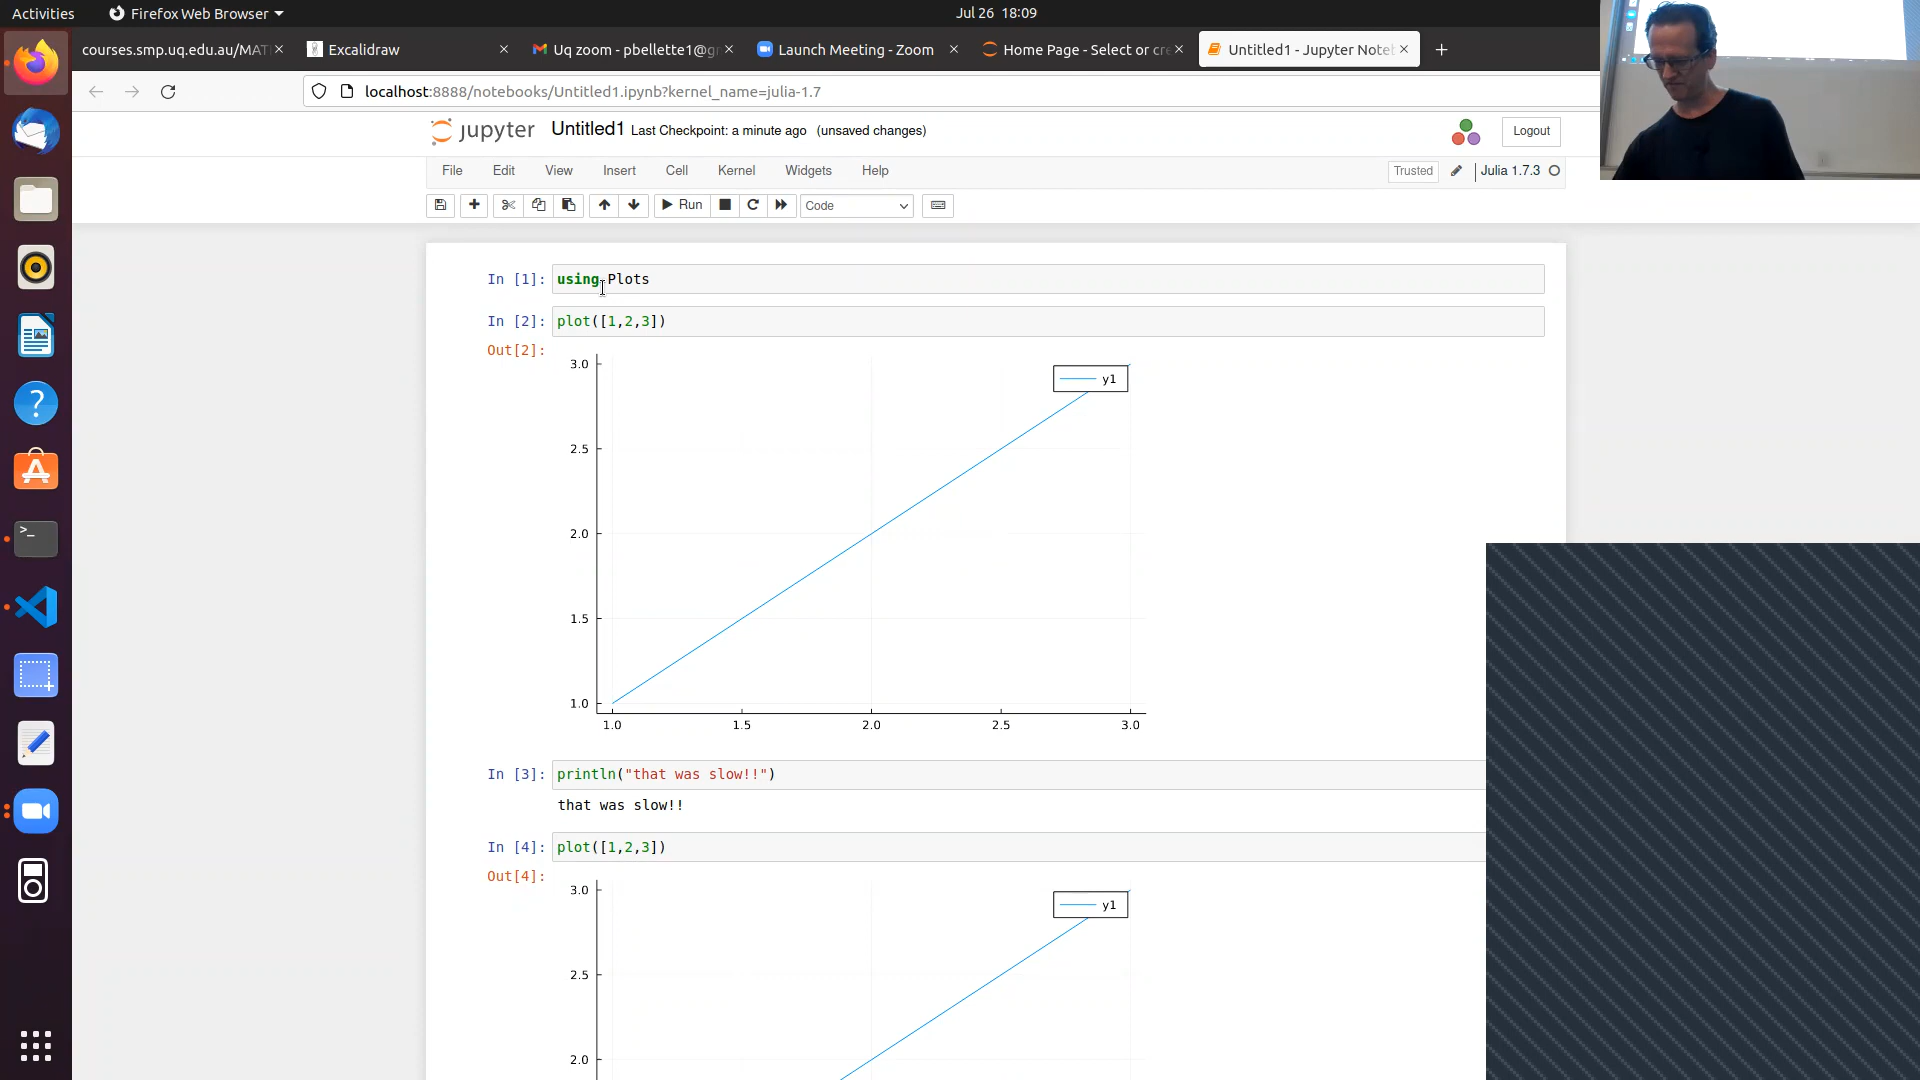 Activities
Firefox Web Browser
Jul 26 18:09
courses.smp.uq.edu.au/MAT
Excalidraw
Uq zoom - pbellette1@g
Launch Meeting - Zoom
Home Page - Select or cre
Untitled1 - Jupyter Noteb
localhost:8888/notebooks/Untitled1.ipynb?kernel_name=julia-1.7
jupyter
Untitled1
Last Checkpoint: a minute ago
(unsaved changes)
Logout
File
Edit
View
Insert
Cell
Kernel
Widgets
Help
Trusted
Julia 1.7.3
Run
Code
In [1]:
using Plots
In [2]:
plot([1,2,3])
Out[2]:
3.0
y1
2.5
2.0
1.5
1.0
1.0
1.5
2.0
2.5
3.0
In [3]:
println("that was slow!!")
that was slow!!
In [4]:
plot([1,2,3])
Out[4]:
3.0
y1
2.5
2.0